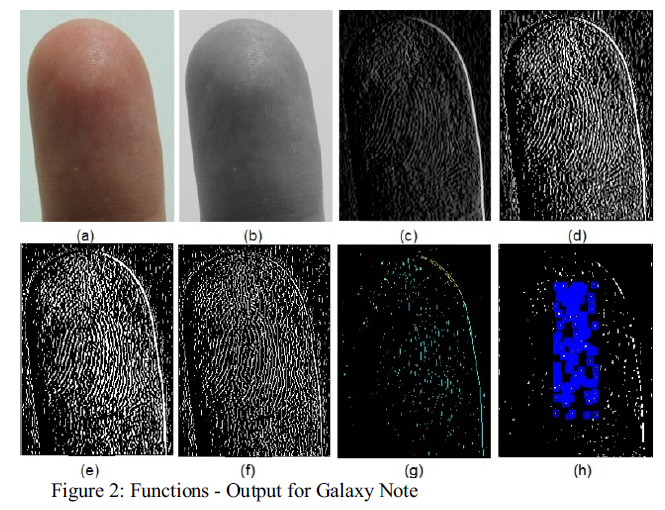 (a) (b) (c) (d)
(e) (f) (g) (h)
Figure 2: Functions - Output for Galaxy Note